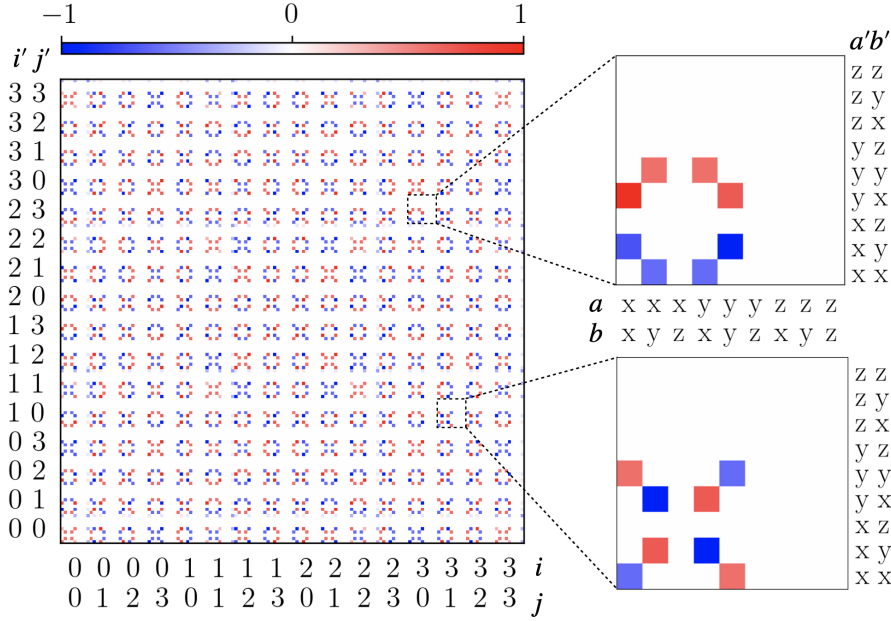 −1 0 1
i′ j′
3 3
3 2
3 1
3 0
2 3
2 2
2 1
2 0
1 3
1 2
1 1
1 0
0 3
0 2
0 1
0 0
0 0 0 0 1 1 1 1 2 2 2 2 3 3 3 3 i
0 1 2 3 0 1 2 3 0 1 2 3 0 1 2 3 j
a′b′
z z
z y
z x
y z
y y
y x
x z
x y
x x
a x x x y y y z z z
b x y z x y z x y z
z z
z y
z x
y z
y y
y x
x z
x y
x x